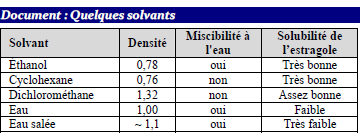 Document : Quelques solvants
Solvant Densité Miscibilité à l'eau Solubilité de l'estragole
Éthanol 0,78 oui Très bonne
Cyclohexane 0,76 non Très bonne
Dichlorométhane 1,32 non Assez bonne
Eau 1,00 oui Faible
Eau salée ~ 1,1 oui Très faible